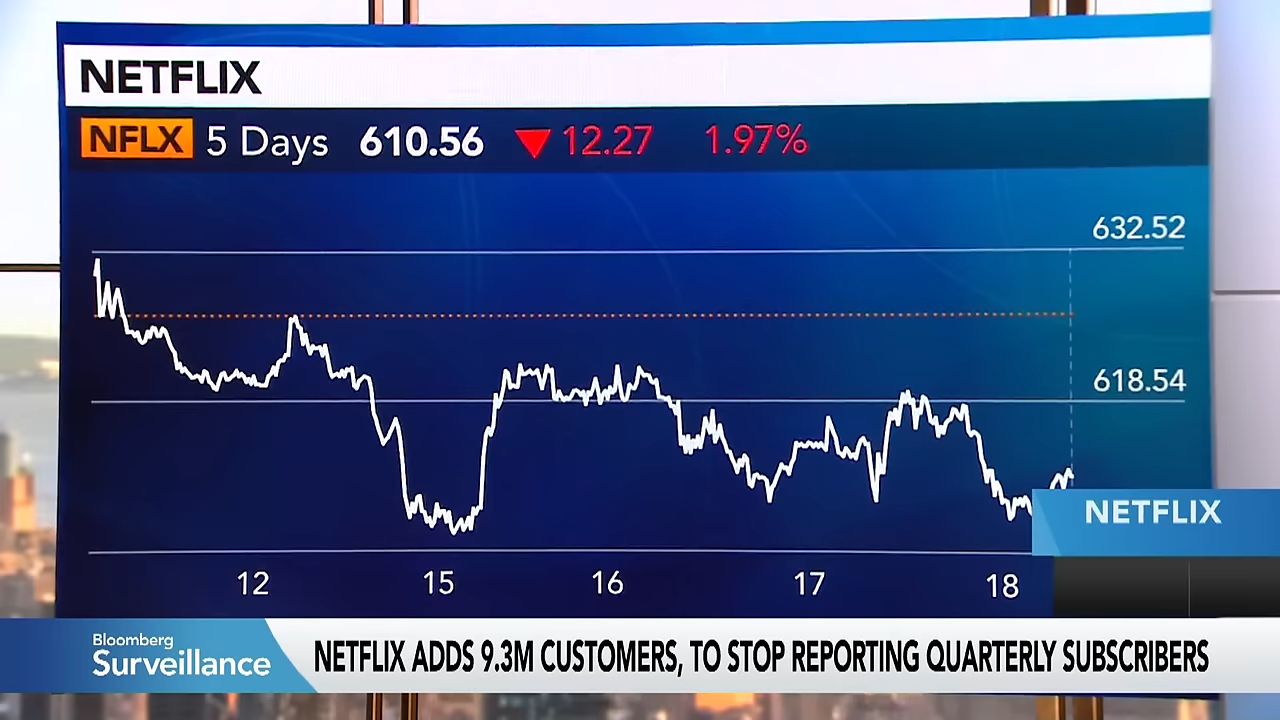 NETFLIX
NFLX 5 Days 610.56 ▼ 12.27 1.97%
632.52
618.54
NETFLIX
12 15 16 17 18
Bloomberg
Surveillance
NETFLIX ADDS 9.3M CUSTOMERS, TO STOP REPORTING QUARTERLY SUBSCRIBERS